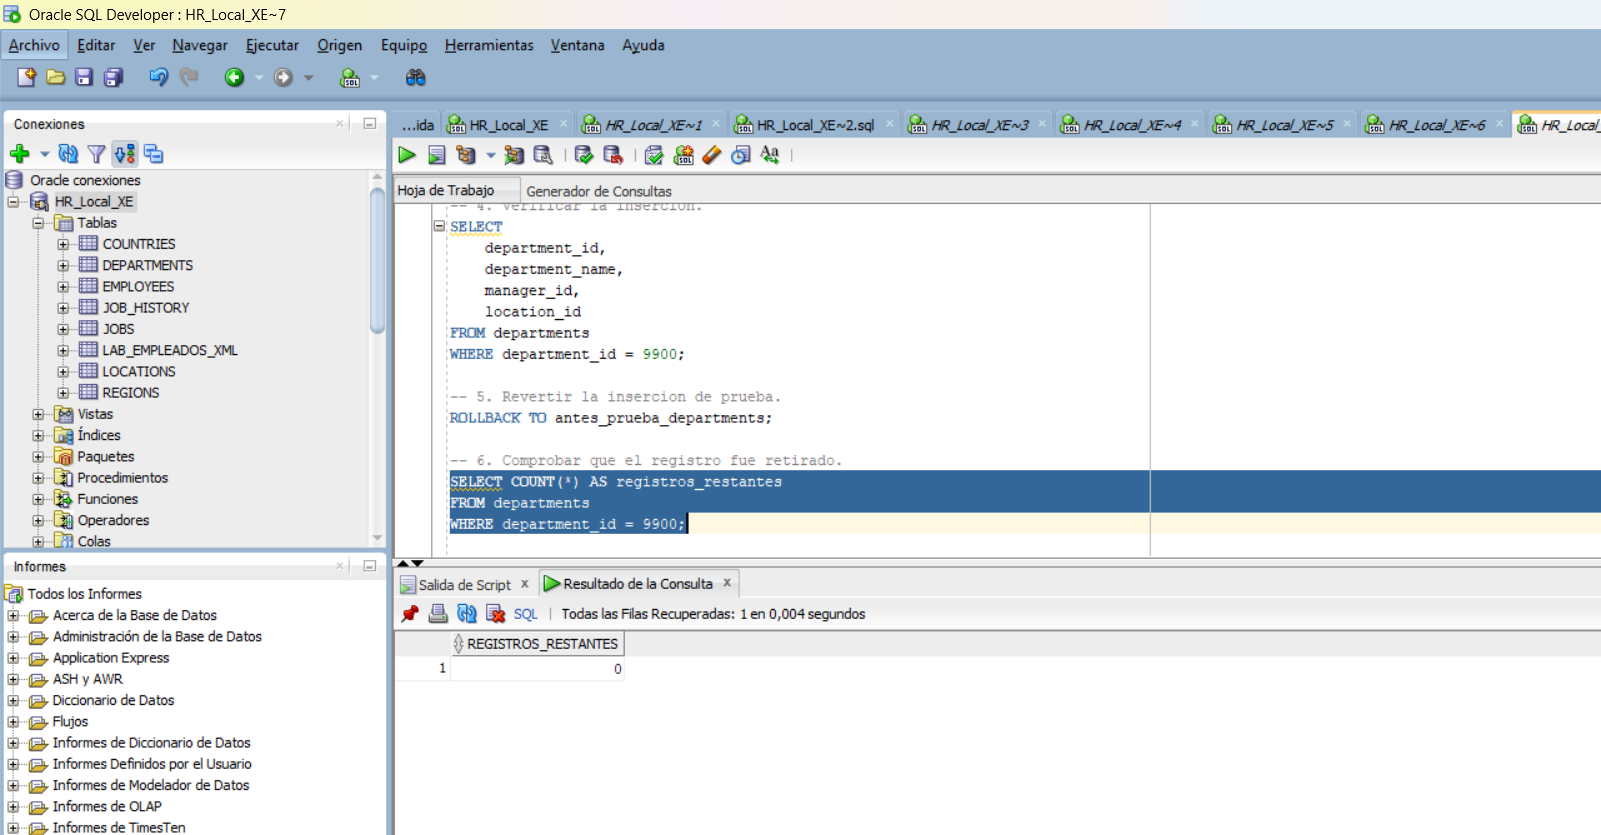 Oracle SQL Developer : HR_Local_XE~7
Archivo Editar Ver Navegar Ejecutar Origen Equipo Herramientas Ventana Ayuda
Conexiones
Oracle conexiones
HR_Local_XE
Tablas
COUNTRIES
DEPARTMENTS
EMPLOYEES
JOB_HISTORY
JOBS
LAB_EMPLEADOS_XML
LOCATIONS
REGIONS
Vistas
Índices
Paquetes
Procedimientos
Funciones
Operadores
Colas
Informes
Todos los Informes
Acerca de la Base de Datos
Administración de la Base de Datos
Application Express
ASH y AWR
Diccionario de Datos
Flujos
Informes de Diccionario de Datos
Informes Definidos por el Usuario
Informes de Modelador de Datos
Informes de OLAP
Informes de TimesTen
...ida HR_Local_XE HR_Local_XE~1 HR_Local_XE~2.sql HR_Local_XE~3 HR_Local_XE~4 HR_Local_XE~5 HR_Local_XE~6 HR_Local_
Hoja de Trabajo Generador de Consultas
-- 4. Verificar la insercion.
SELECT
department_id,
department_name,
manager_id,
location_id
FROM departments
WHERE department_id = 9900;
-- 5. Revertir la insercion de prueba.
ROLLBACK TO antes_prueba_departments;
-- 6. Comprobar que el registro fue retirado.
SELECT COUNT(*) AS registros_restantes
FROM departments
WHERE department_id = 9900;
Salida de Script Resultado de la Consulta
SQL Todas las Filas Recuperadas: 1 en 0,004 segundos
REGISTROS_RESTANTES
1 0